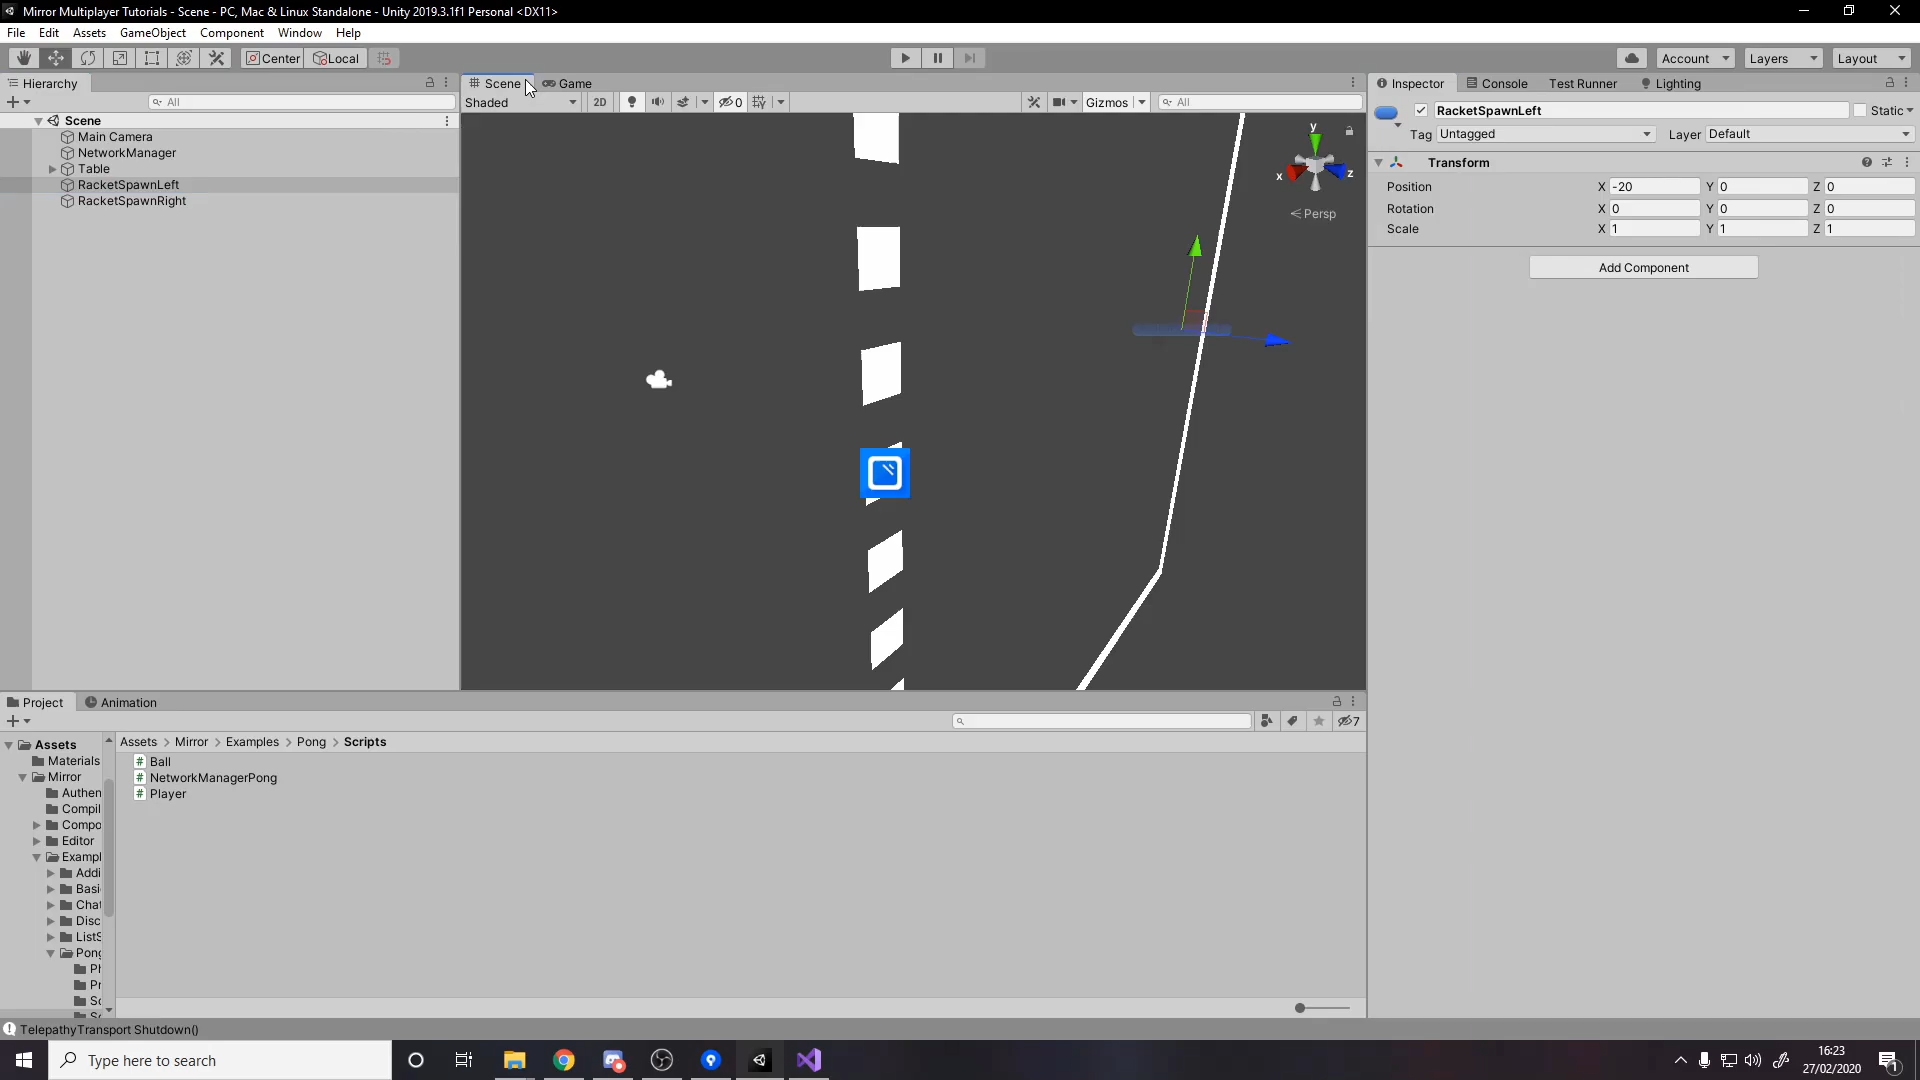 Mirror Multiplayer Tutorials - Scene - PC, Mac & Linux Standalone - Unity 2019.3.1f1 Personal <DX11>
File Edit Assets GameObject Component Window Help
Center Local Account Layers Layout
Hierarchy
All
Scene
Main Camera
NetworkManager
Table
RacketSpawnLeft
RacketSpawnRight
Scene Game
Shaded 2D 0 Gizmos All
y
x
z
Persp
Inspector Console Test Runner Lighting
RacketSpawnLeft Static
Tag Untagged Layer Default
Transform
Position X -20 Y 0 Z 0
Rotation X 0 Y 0 Z 0
Scale X 1 Y 1 Z 1
Add Component
Project Animation
7
Assets
Materials
Mirror
Authen
Compil
Compo
Editor
Exampl
Addi
Basi
Chat
Disc
ListS
Pong
Pr
Sc
Assets > Mirror > Examples > Pong > Scripts
Ball
NetworkManagerPong
Player
TelepathyTransport Shutdown()
Type here to search
16:23
27/02/2020
1